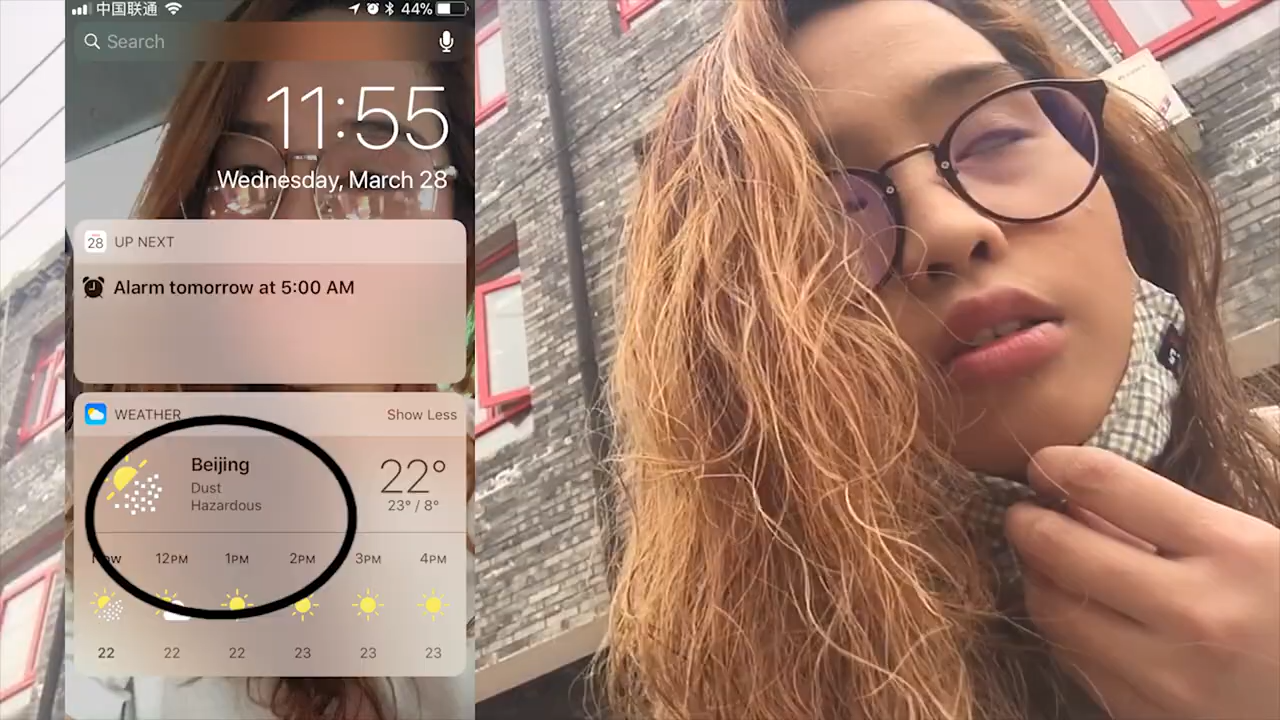 中国联通 44%
Search
11:55
Wednesday, March 28
28 UP NEXT
Alarm tomorrow at 5:00 AM
WEATHER Show Less
Beijing 22°
Dust
Hazardous 23° / 8°
Now 12PM 1PM 2PM 3PM 4PM
22 22 22 23 23 23